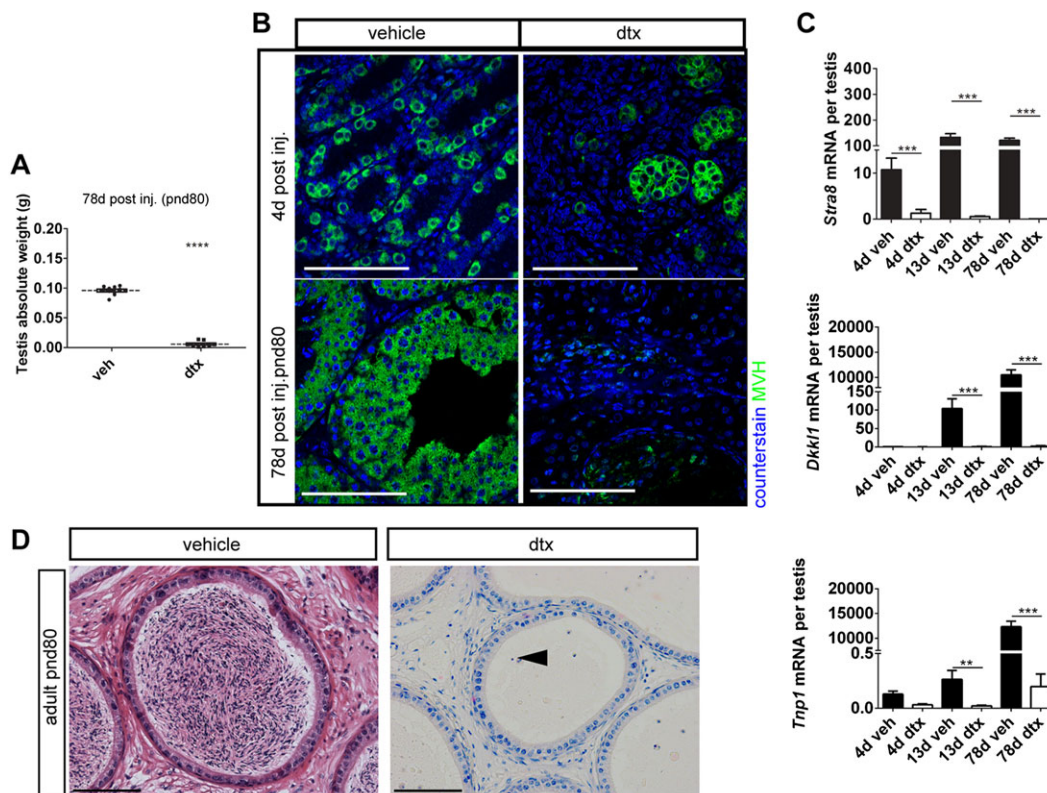 A
78d post inj. (pnd80)
Testis absolute weight (g)
0.20
0.15
0.10
0.05
0.00
****
veh
dtx
B
vehicle
dtx
4d post inj.
78d post inj.pnd80
counterstain MVH
C
Stra8 mRNA per testis
400
300
200
100
10
0
***
***
***
4d veh
4d dtx
13d veh
13d dtx
78d veh
78d dtx
Dkkl1 mRNA per testis
20000
15000
10000
150
100
50
0
***
***
4d veh
4d dtx
13d veh
13d dtx
78d veh
78d dtx
Tnp1 mRNA per testis
20000
15000
10000
0.5
0.0
**
***
4d veh
4d dtx
13d veh
13d dtx
78d veh
78d dtx
D
vehicle
dtx
adult pnd80